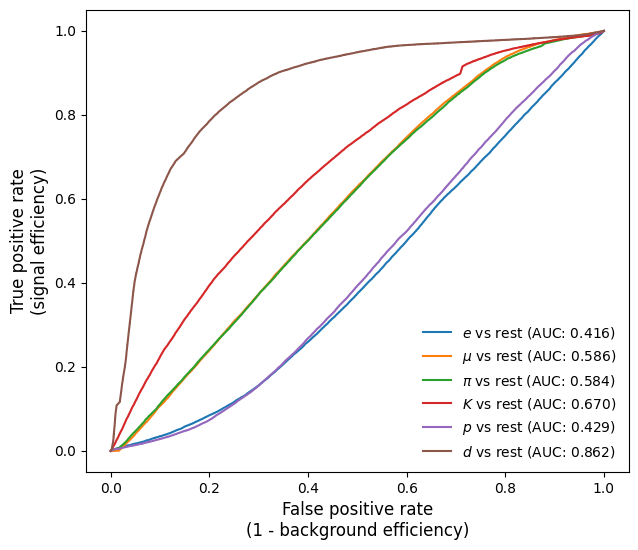 True positive rate
(signal efficiency)
1.0
0.8
0.6
0.4
0.2
0.0
e vs rest (AUC: 0.416)
μ vs rest (AUC: 0.586)
π vs rest (AUC: 0.584)
K vs rest (AUC: 0.670)
p vs rest (AUC: 0.429)
d vs rest (AUC: 0.862)
0.0 0.2 0.4 0.6 0.8 1.0
False positive rate
(1 - background efficiency)